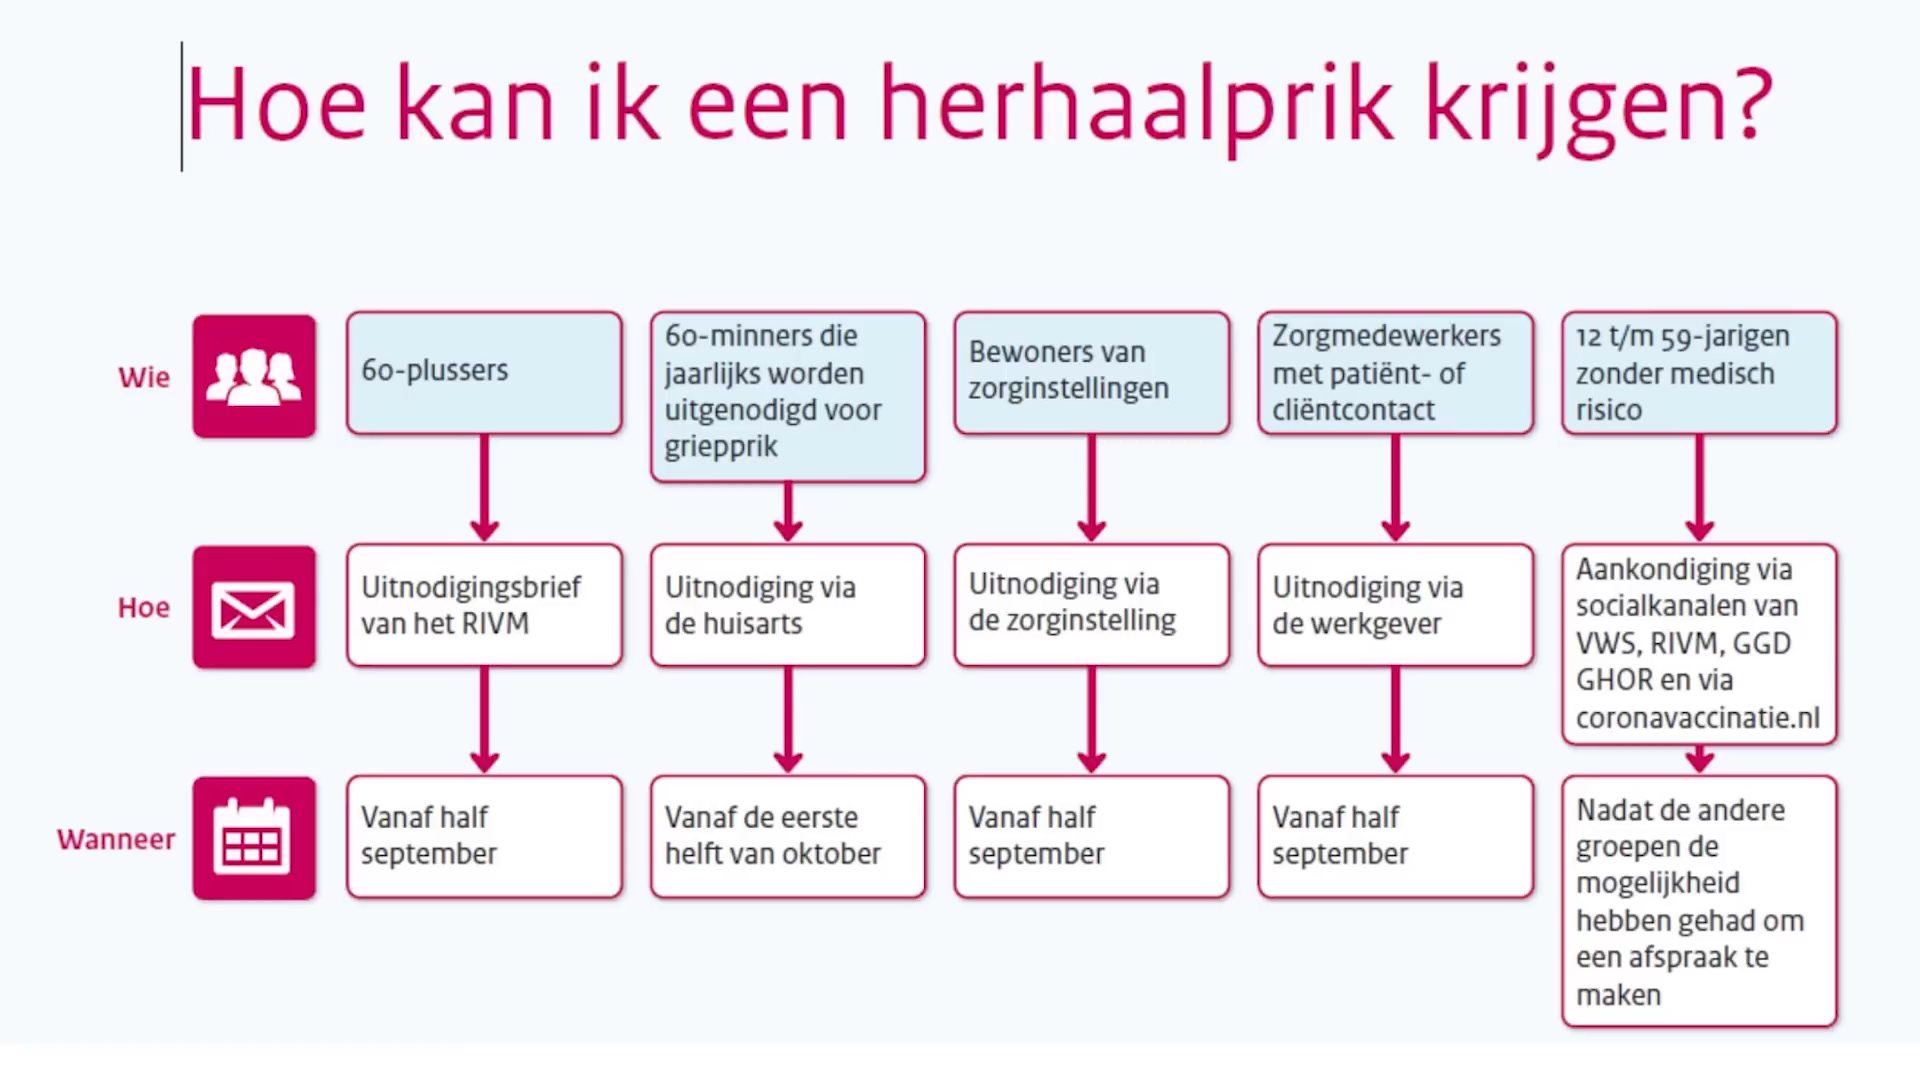 Hoe kan ik een herhaalprik krijgen?
Wie
60-plussers
60-minners die
jaarlijks worden
uitgenodigd voor
griepprik
Bewoners van
zorginstellingen
Zorgmedewerkers
met patiënt- of
cliëntcontact
12 t/m 59-jarigen
zonder medisch
risico
Hoe
Uitnodigingsbrief
van het RIVM
Uitnodiging via
de huisarts
Uitnodiging via
de zorginstelling
Uitnodiging via
de werkgever
Aankondiging via
socialkanalen van
VWS, RIVM, GGD
GHOR en via
coronavaccinatie.nl
Wanneer
Vanaf half
september
Vanaf de eerste
helft van oktober
Vanaf half
september
Vanaf half
september
Nadat de andere
groepen de
mogelijkheid
hebben gehad om
een afspraak te
maken